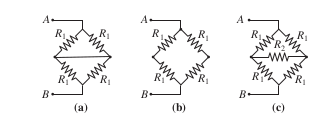 A A A
R₁ R₁ R₁ R₁ R₁ R₂ R₁
R₁ R₁ R₁ R₁ R₁ R₁
B B B
(a) (b) (c)